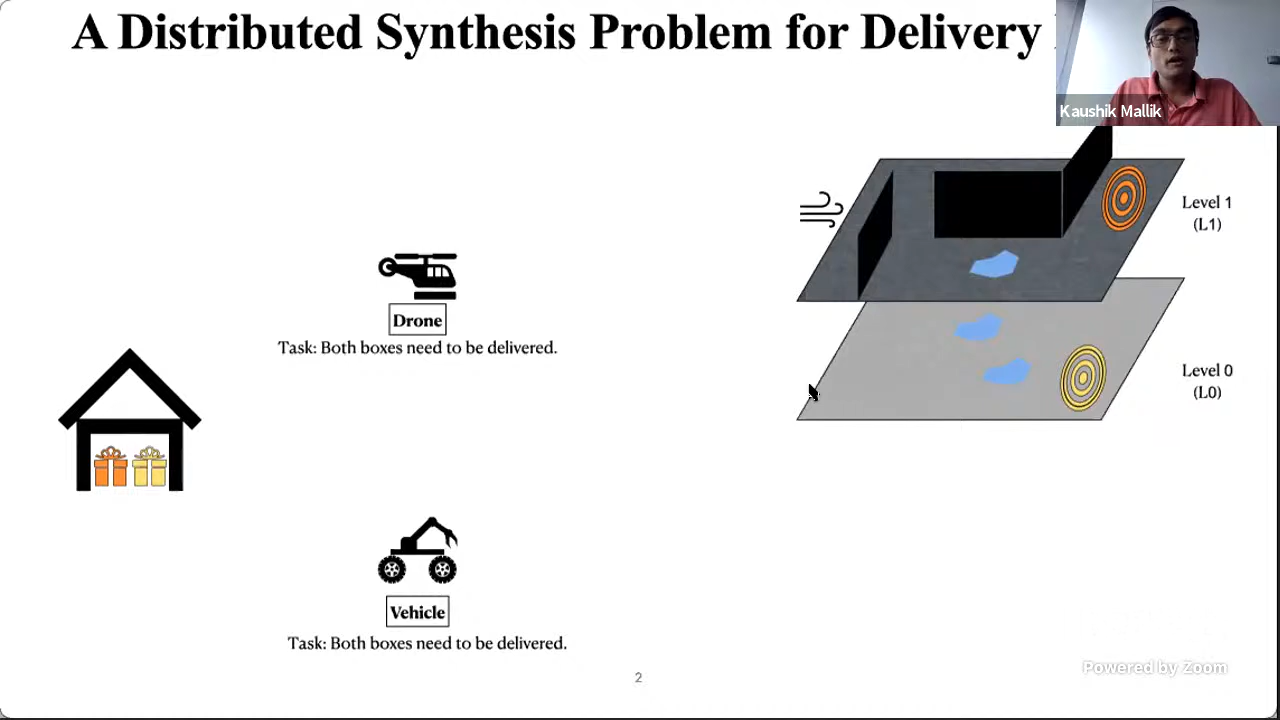 A Distributed Synthesis Problem for Delivery
Kaushik Mallik
Level 1
(L1)
Drone
Task: Both boxes need to be delivered.
Level 0
(L0)
Vehicle
Task: Both boxes need to be delivered.
2
Powered by Zoom